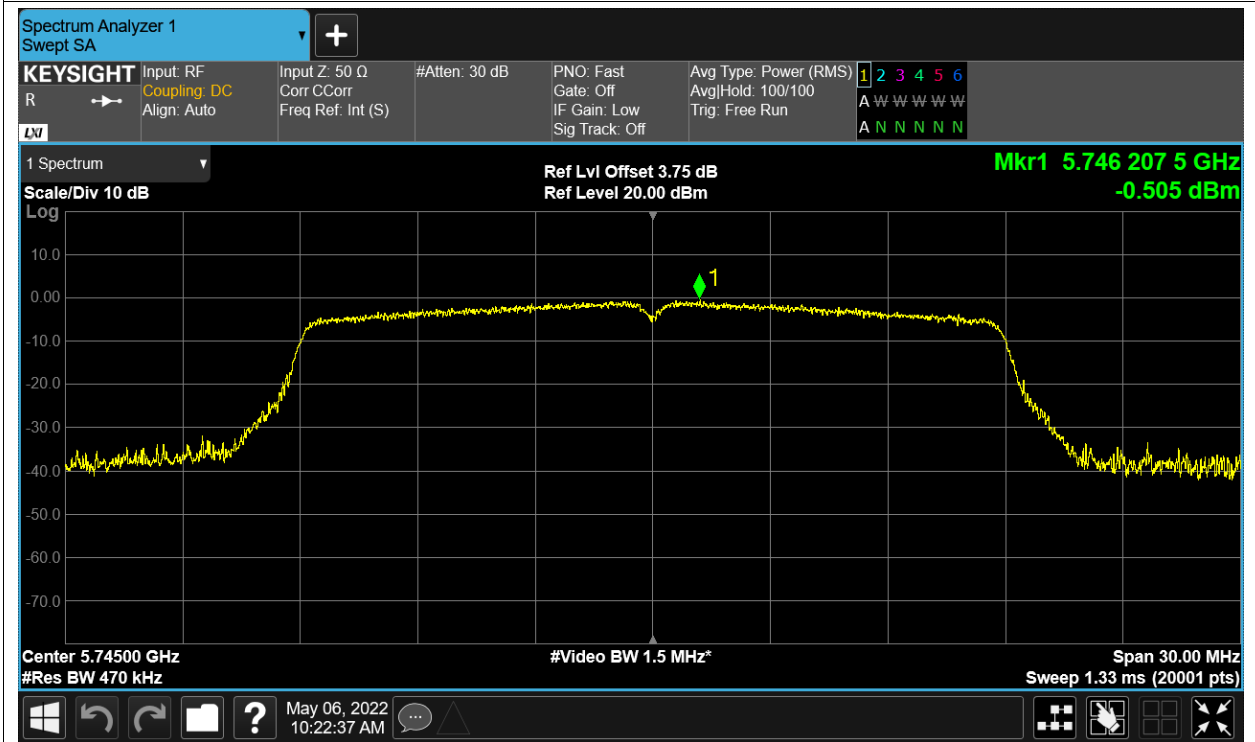 Spectrum Analyzer 1
Swept SA
+
KEYSIGHT
R
LXI
Input: RF
Coupling: DC
Align: Auto
Input Z: 50 Ω
Corr CCorr
Freq Ref: Int (S)
#Atten: 30 dB
PNO: Fast
Gate: Off
IF Gain: Low
Sig Track: Off
Avg Type: Power (RMS)
Avg|Hold: 100/100
Trig: Free Run
1 2 3 4 5 6
A W W W W W
A N N N N N
1 Spectrum
Scale/Div 10 dB
Log
Ref Lvl Offset 3.75 dB
Ref Level 20.00 dBm
Mkr1 5.746 207 5 GHz
-0.505 dBm
10.0
0.00
-10.0
-20.0
-30.0
-40.0
-50.0
-60.0
-70.0
1
Center 5.74500 GHz
#Res BW 470 kHz
#Video BW 1.5 MHz*
Span 30.00 MHz
Sweep 1.33 ms (20001 pts)
?
May 06, 2022
10:22:37 AM